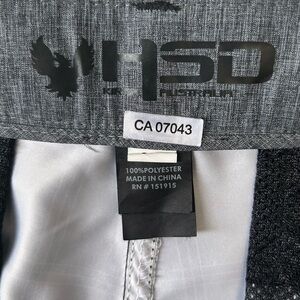 HSD
CA 07043
100%POLYESTER
MADE IN CHINA
RN # 151915